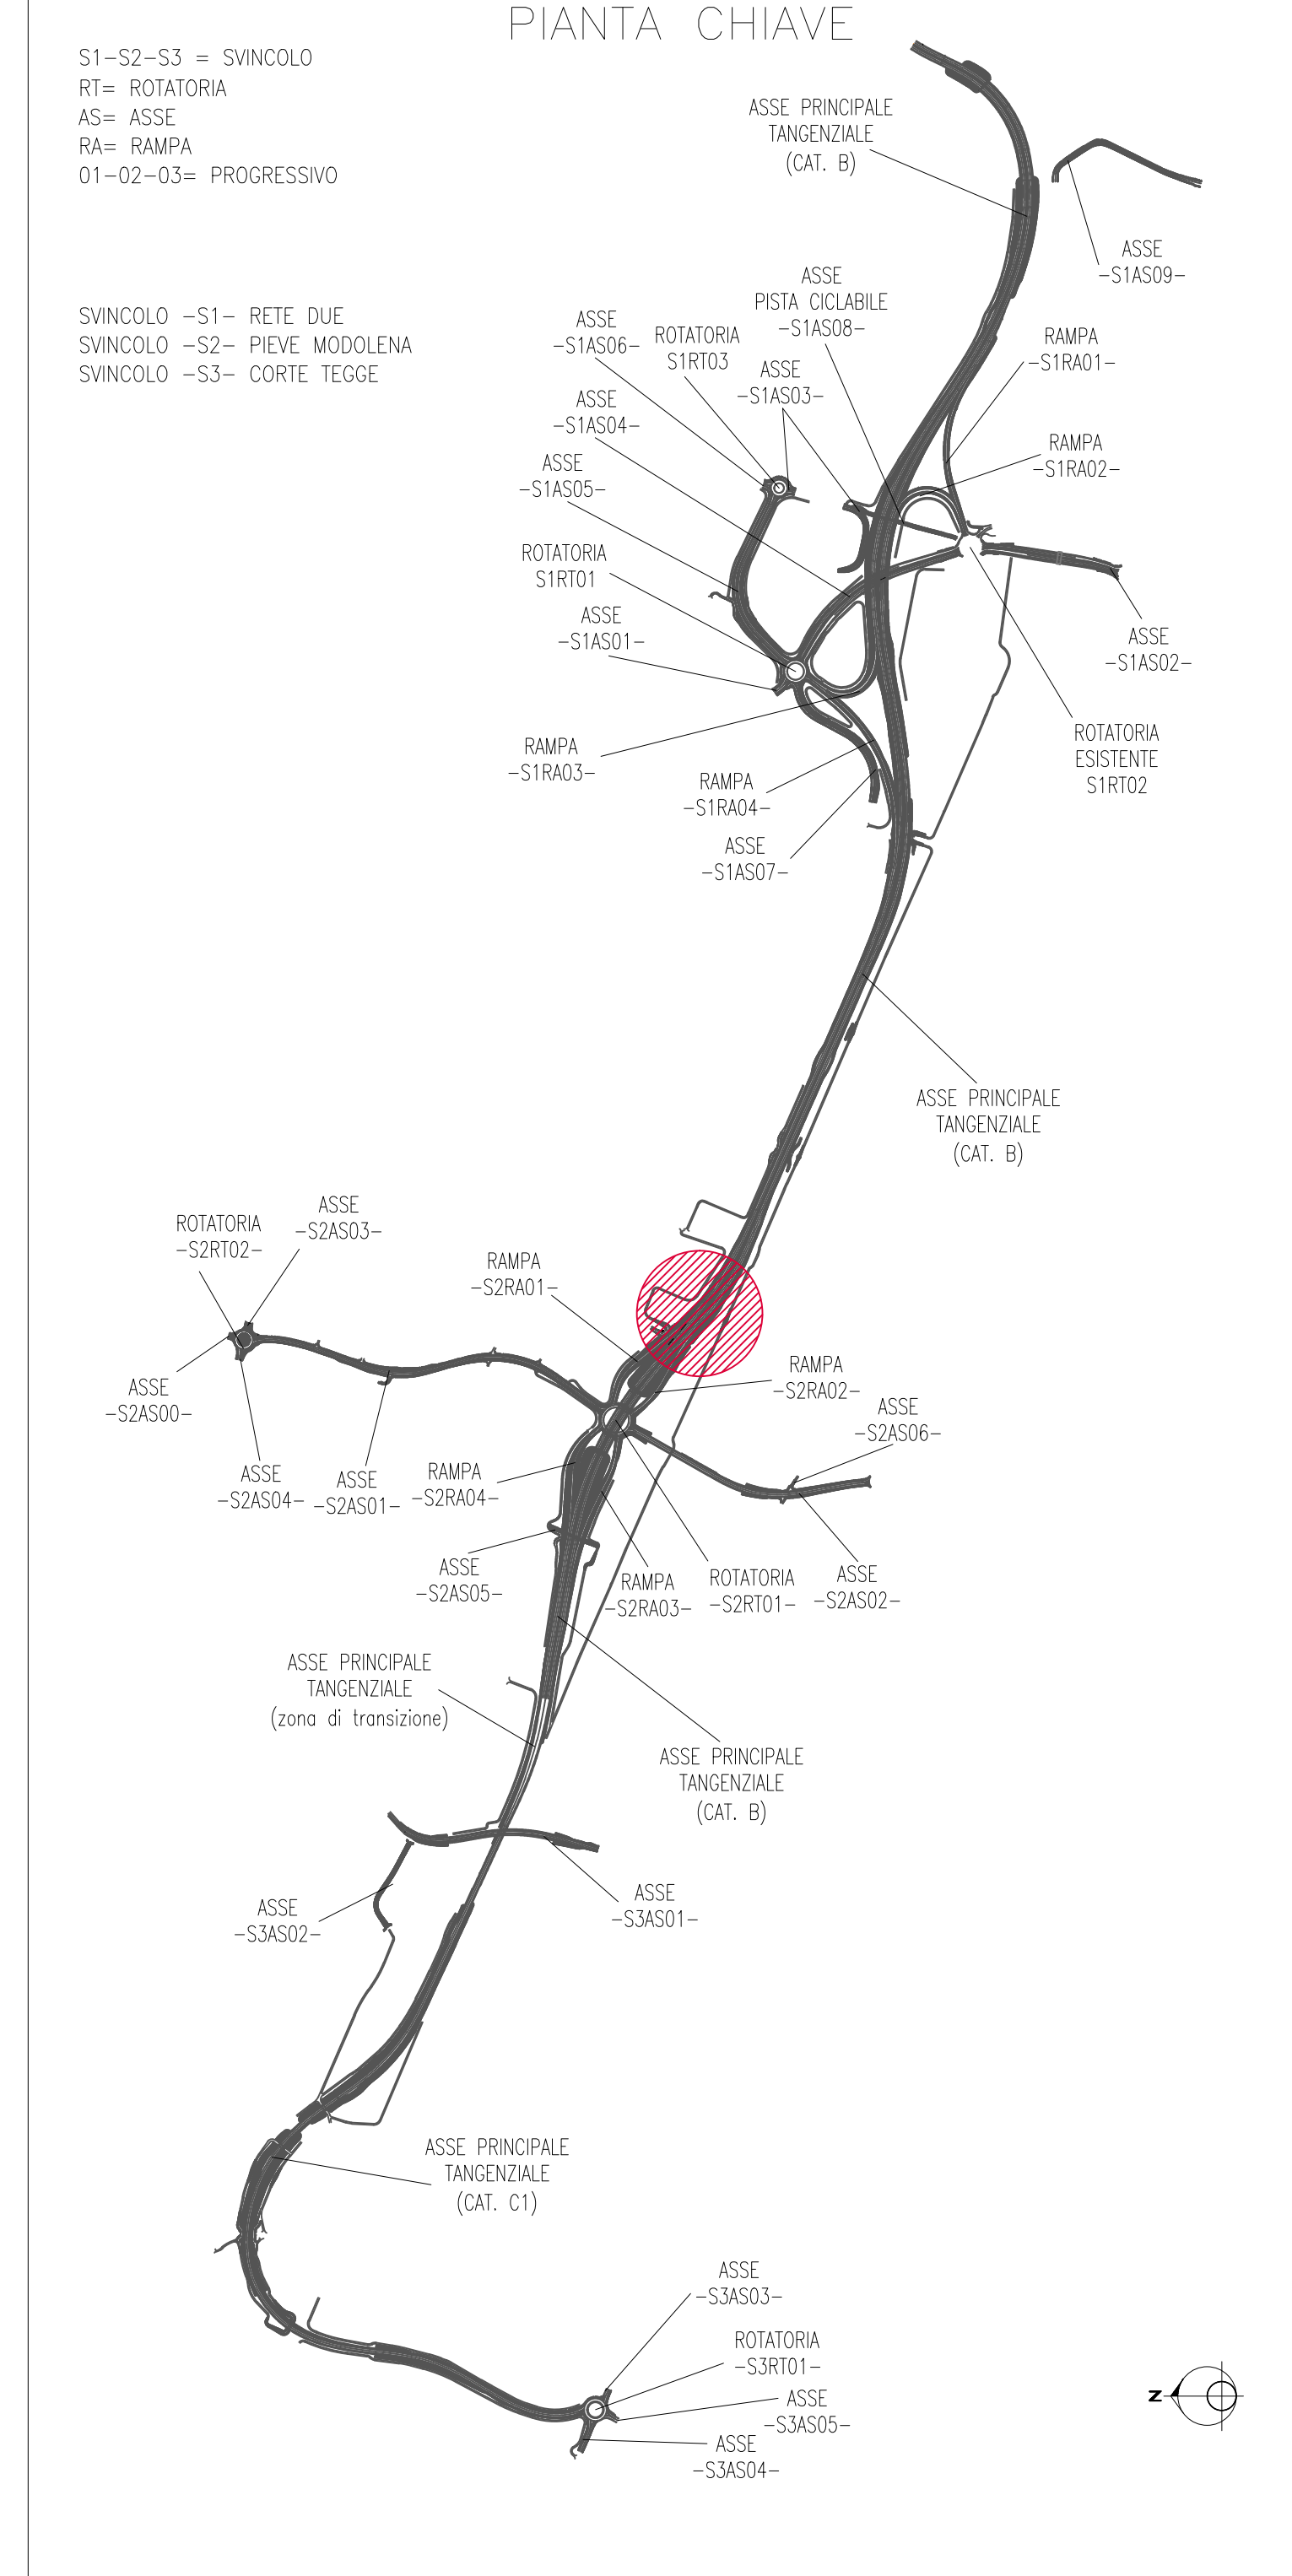 PIANTA CHIAVE
S1-S2-S3 = SVINCOLO
RT= ROTATORIA
AS= ASSE
RA= RAMPA
01-02-03= PROGRESSIVO
ASSE PRINCIPALE
TANGENZIALE
(CAT. B)
ASSE
-S1AS09-
SVINCOLO -S1- RETE DUE
SVINCOLO -S2- PIEVE MODOLENA
SVINCOLO -S3- CORTE TEGGE
ASSE
PISTA CICLABILE
-S1AS08-
ASSE
-S1AS06-
ROTATORIA
S1RT03
RAMPA
-S1RA01-
ASSE
-S1AS03-
ASSE
-S1AS04-
RAMPA
-S1RA02-
ASSE
-S1AS05-
ROTATORIA
S1RT01
ASSE
-S1AS01-
ASSE
-S1AS02-
RAMPA
-S1RA03-
ROTATORIA
ESISTENTE
S1RT02
RAMPA
-S1RA04-
ASSE
-S1AS07-
ASSE PRINCIPALE
TANGENZIALE
(CAT. B)
ASSE
-S2AS03-
ROTATORIA
-S2RT02-
RAMPA
-S2RA01-
RAMPA
-S2RA02-
ASSE
-S2AS00-
ASSE
-S2AS06-
ASSE
-S2AS04-
ASSE
-S2AS01-
RAMPA
-S2RA04-
ASSE
-S2AS05-
RAMPA
-S2RA03-
ROTATORIA
-S2RT01-
ASSE
-S2AS02-
ASSE PRINCIPALE
TANGENZIALE
(zona di transizione)
ASSE PRINCIPALE
TANGENZIALE
(CAT. B)
ASSE
-S3AS02-
ASSE
-S3AS01-
ASSE PRINCIPALE
TANGENZIALE
(CAT. C1)
ASSE
-S3AS03-
ROTATORIA
-S3RT01-
ASSE
-S3AS05-
ASSE
-S3AS04-
N